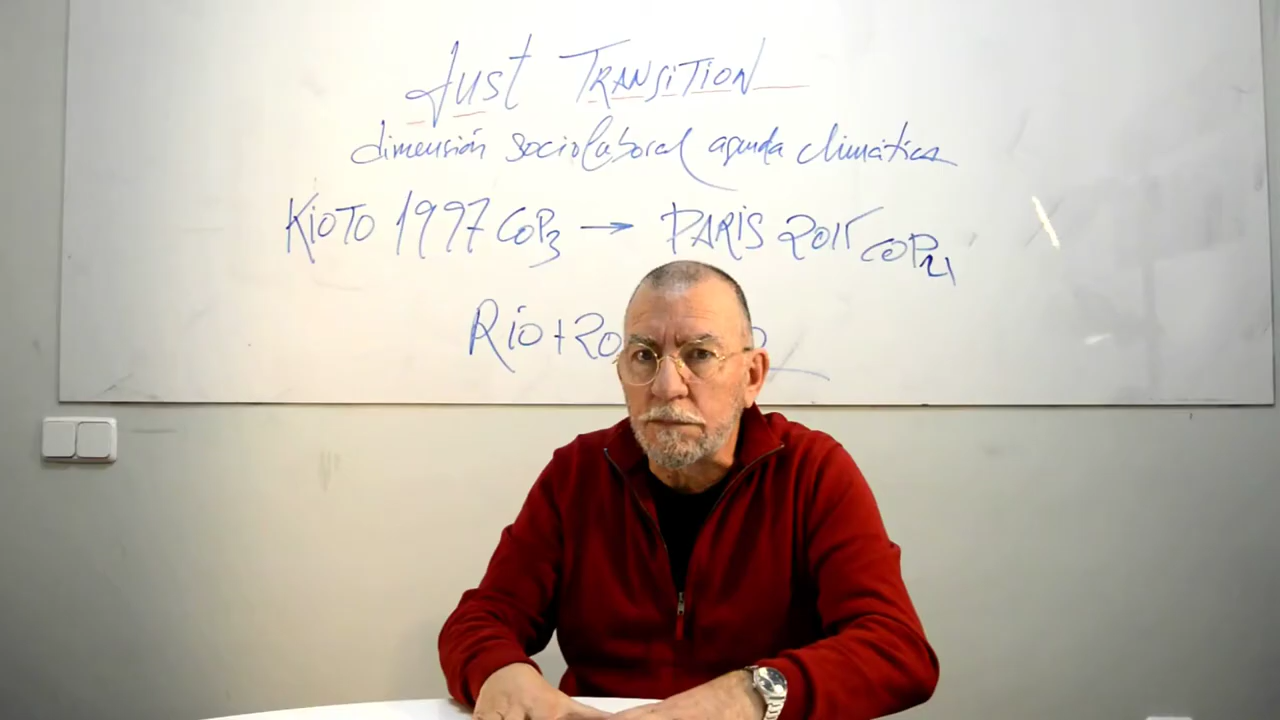 Just TRANSITION
dimensión sociolaboral agenda climática
KIOTO 1997 COP3 → PARIS 2015 COP21
Rio+20